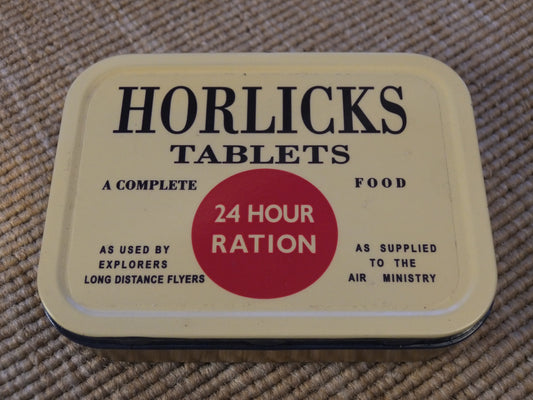 HORLICKS
TABLETS
A COMPLETE FOOD
24 HOUR
RATION
AS USED BY
EXPLORERS
LONG DISTANCE FLYERS
AS SUPPLIED
TO THE
AIR MINISTRY